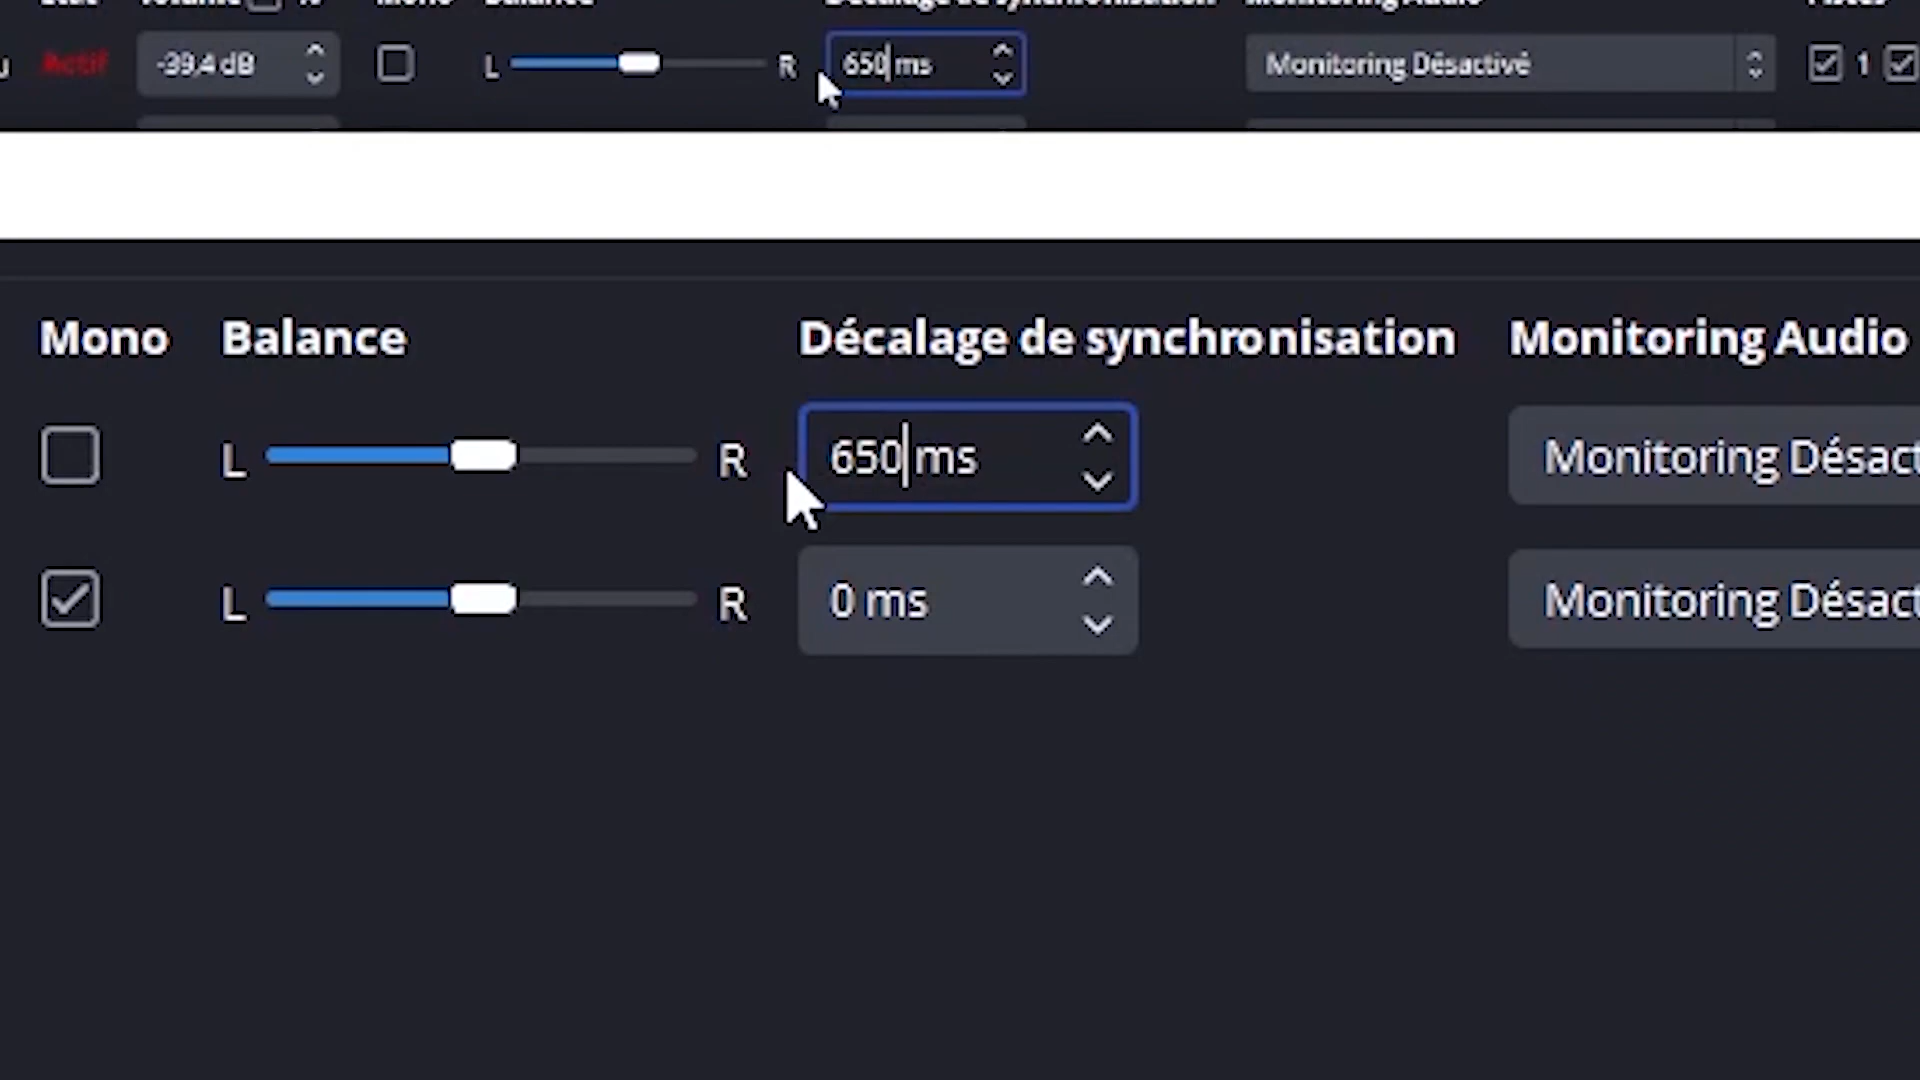 Actif -39,4 dB L R 650 ms Monitoring Désactivé 1
Mono Balance Décalage de synchronisation Monitoring Audio
L R 650 ms Monitoring Désact
L R 0 ms Monitoring Désact